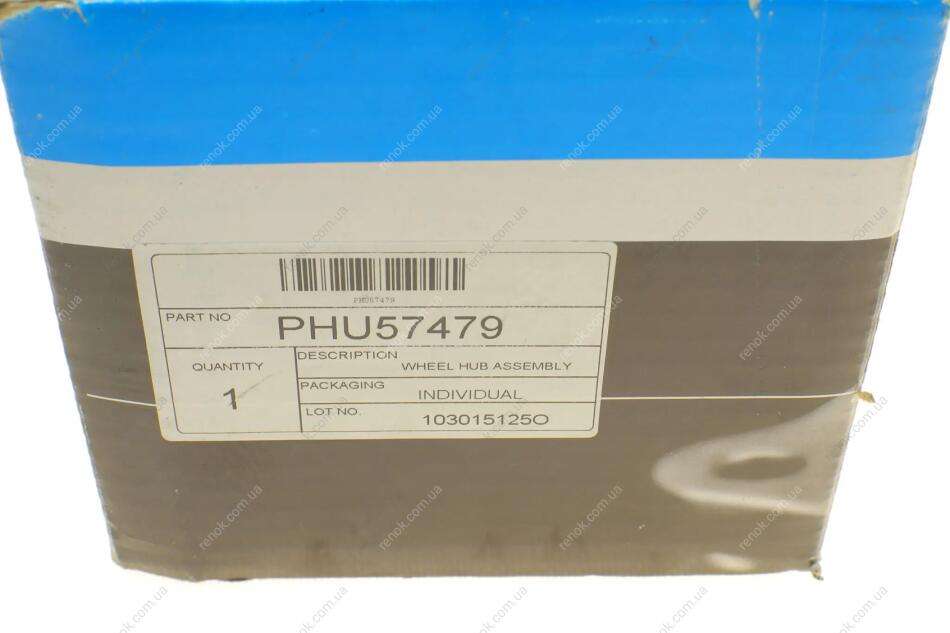 PHU57479
PART NO
PHU57479
QUANTITY
1
DESCRIPTION
WHEEL HUB ASSEMBLY
PACKAGING
INDIVIDUAL
LOT NO.
103015125O
renok.com.ua